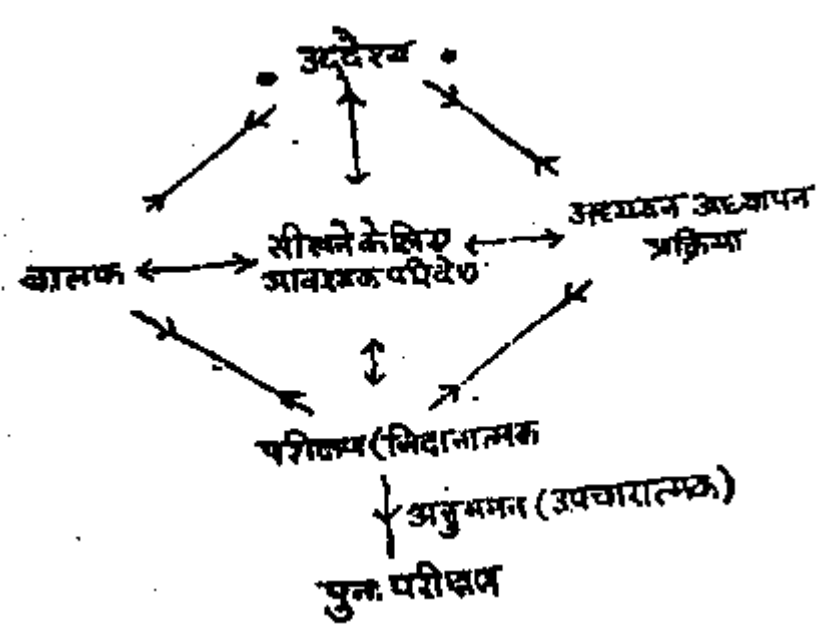 उद्देश्य
अध्ययन अध्यापन
प्रक्रिया
सीखने के लिए
आवश्यक परिवेश
बालक
परीक्षण (निदानात्मक
अनुगमन (उपचारात्मक)
पुनः परीक्षण